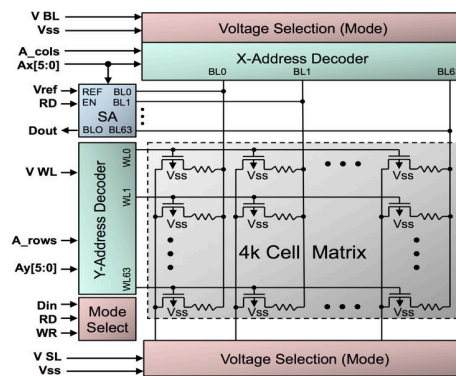 V BL
Vss
Voltage Selection (Mode)
A_cols
Ax[5:0]
X-Address Decoder
BL0 BL1 BL63
Vref
RD
Dout
REF BL0
EN BL1
SA
BLO BL63
V WL
A_rows
Ay[5:0]
Y-Address Decoder
WL0
WL1
WL63
Vss Vss Vss
Vss Vss Vss
4k Cell Matrix
Vss Vss Vss
Din
RD
WR
Mode
Select
V SL
Vss
Voltage Selection (Mode)